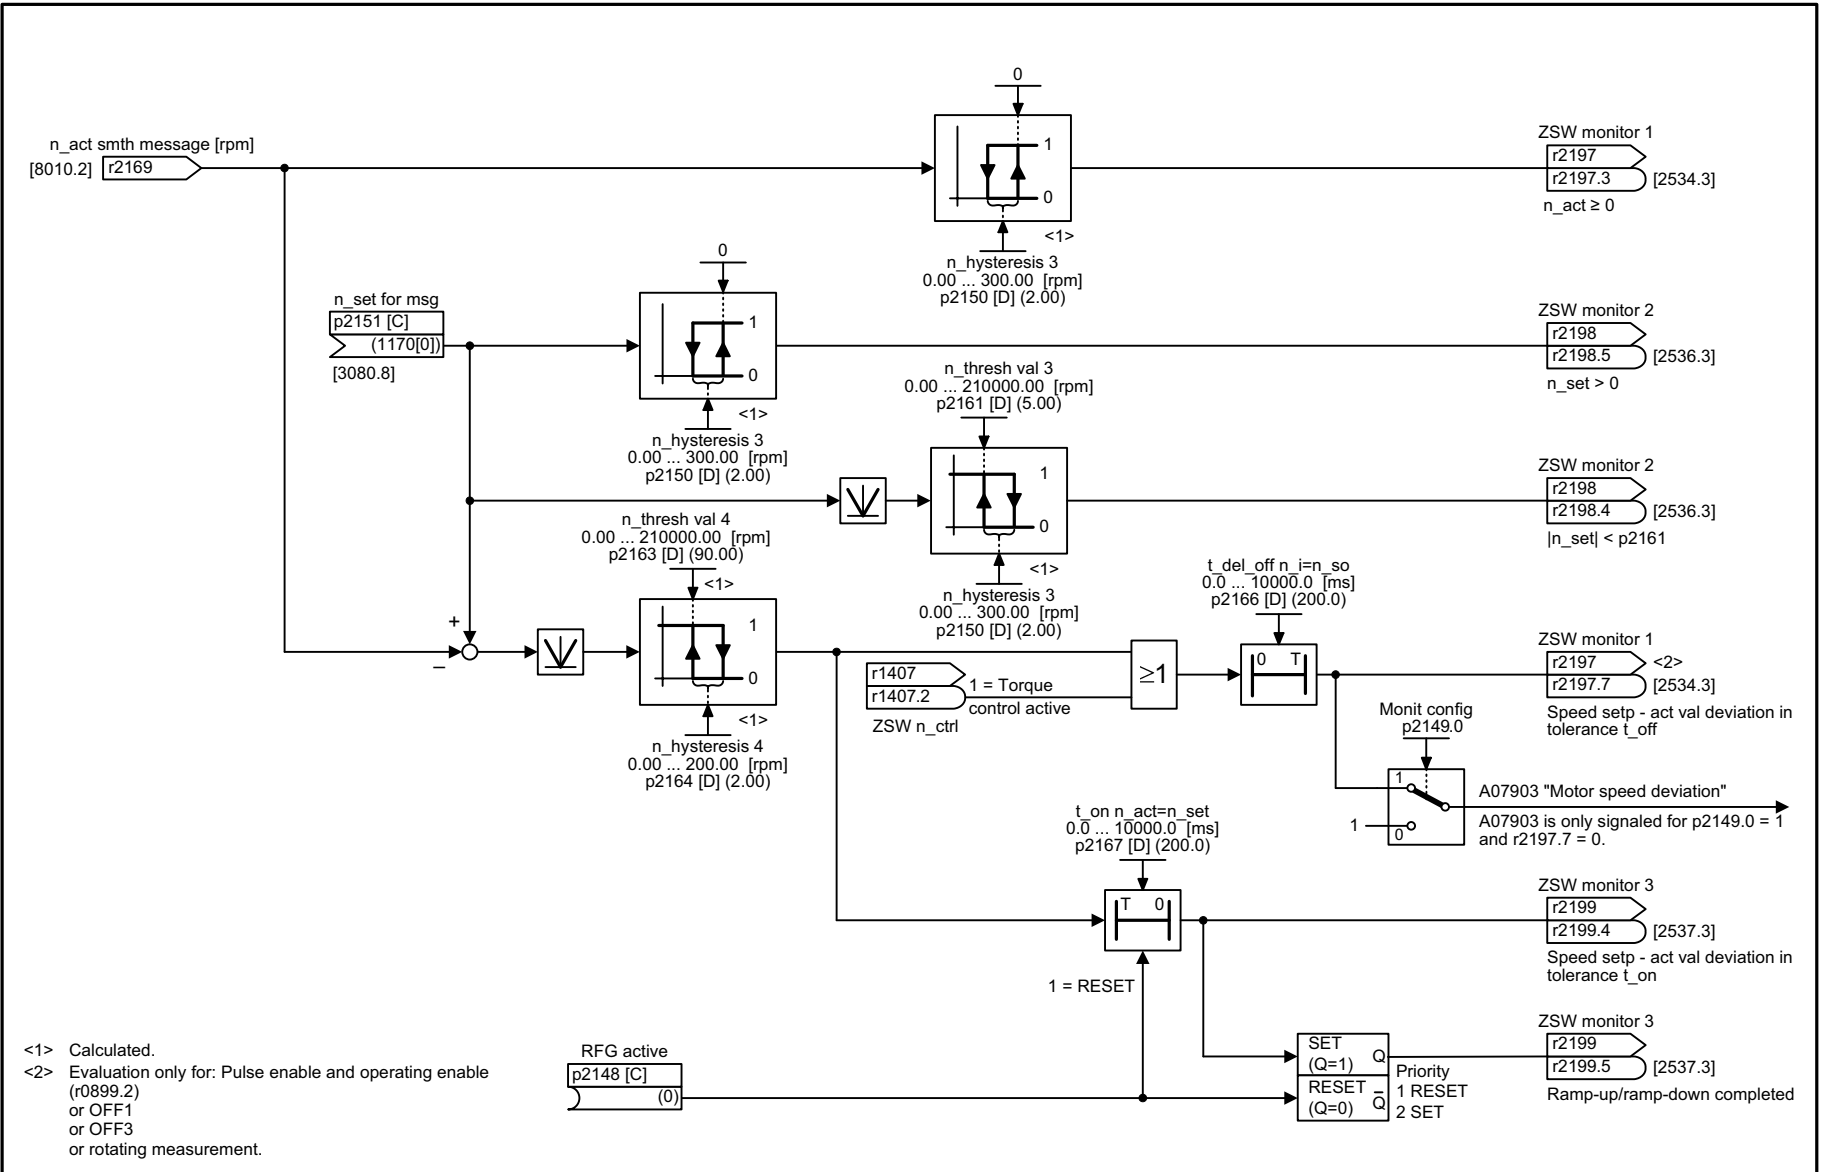 0
n_act smth message [rpm]
[8010.2]
r2169
1
0
<1>
n_hysteresis 3
0.00 ... 300.00 [rpm]
p2150 [D] (2.00)
ZSW monitor 1
r2197
r2197.3
[2534.3]
n_act ≥ 0
0
n_set for msg
p2151 [C]
(1170[0])
[3080.8]
1
0
<1>
n_hysteresis 3
0.00 ... 300.00 [rpm]
p2150 [D] (2.00)
ZSW monitor 2
r2198
r2198.5
[2536.3]
n_set > 0
n_thresh val 3
0.00 ... 210000.00 [rpm]
p2161 [D] (5.00)
1
0
<1>
n_hysteresis 3
0.00 ... 300.00 [rpm]
p2150 [D] (2.00)
ZSW monitor 2
r2198
r2198.4
[2536.3]
|n_set| < p2161
n_thresh val 4
0.00 ... 210000.00 [rpm]
p2163 [D] (90.00)
<1>
+
–
1
0
<1>
n_hysteresis 4
0.00 ... 200.00 [rpm]
p2164 [D] (2.00)
r1407
r1407.2
1 = Torque
control active
ZSW n_ctrl
≥1
t_del_off n_i=n_so
0.0 ... 10000.0 [ms]
p2166 [D] (200.0)
0 T
ZSW monitor 1
r2197
<2>
r2197.7
[2534.3]
Speed setp - act val deviation in
tolerance t_off
Monit config
p2149.0
1
1
0
A07903 "Motor speed deviation"
A07903 is only signaled for p2149.0 = 1
and r2197.7 = 0.
t_on n_act=n_set
0.0 ... 10000.0 [ms]
p2167 [D] (200.0)
T 0
1 = RESET
ZSW monitor 3
r2199
r2199.4
[2537.3]
Speed setp - act val deviation in
tolerance t_on
RFG active
p2148 [C]
(0)
SET
(Q=1)
Q
RESET
(Q=0)
Q̅
Priority
1 RESET
2 SET
ZSW monitor 3
r2199
r2199.5
[2537.3]
Ramp-up/ramp-down completed
<1> Calculated.
<2> Evaluation only for: Pulse enable and operating enable
(r0899.2)
or OFF1
or OFF3
or rotating measurement.